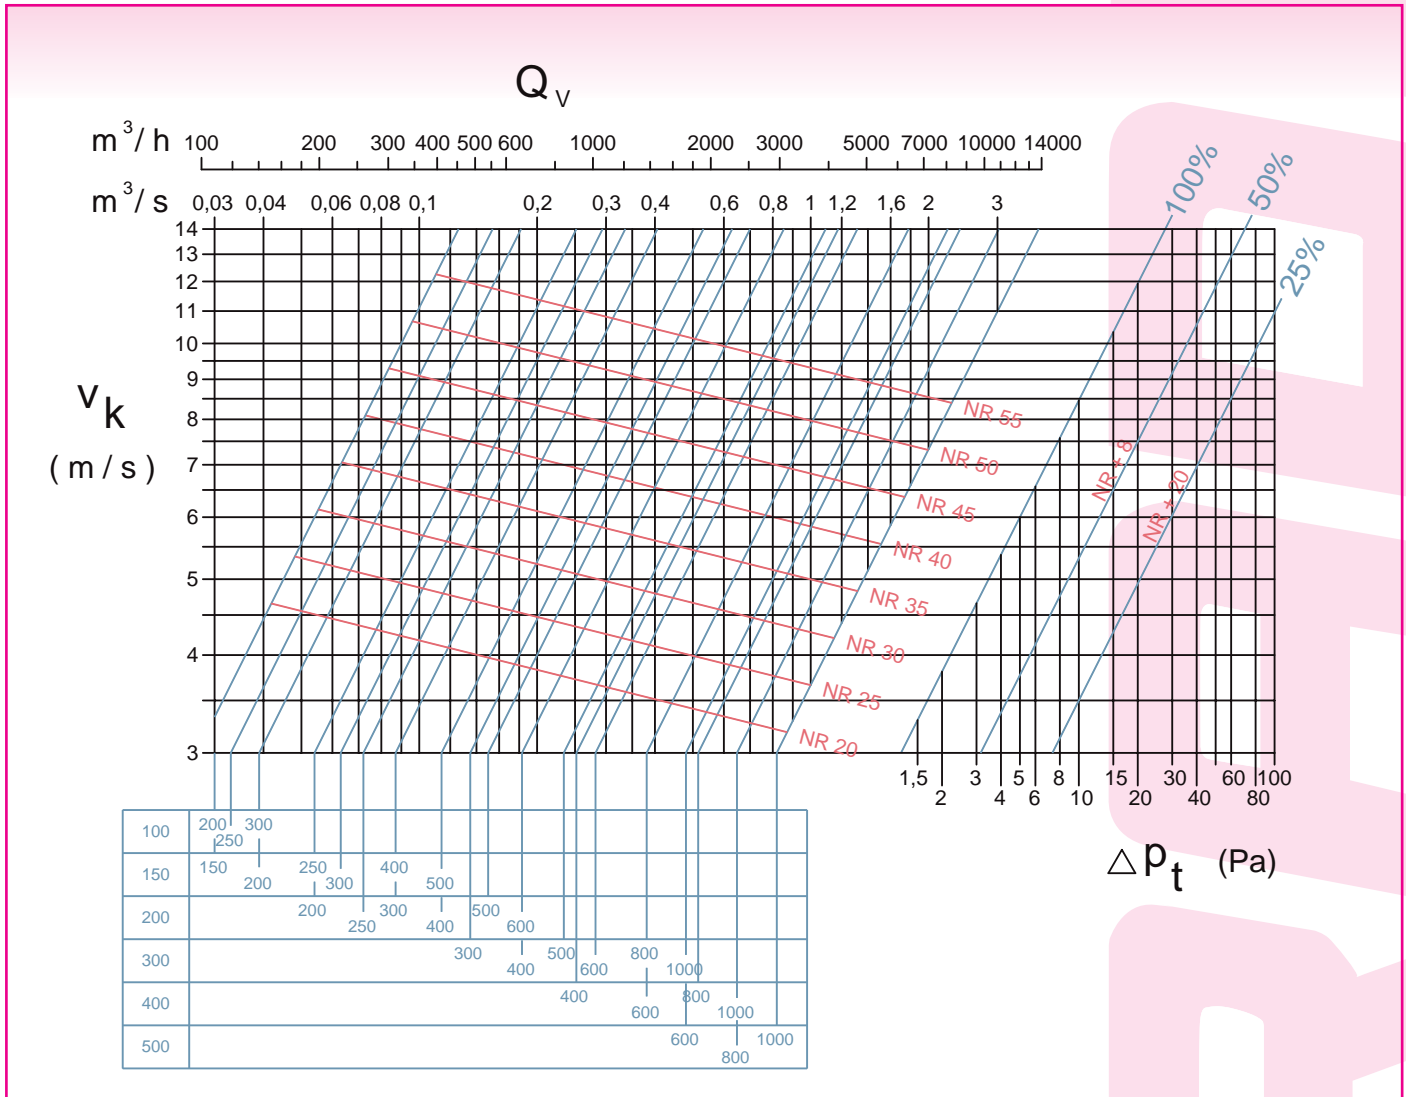 Q V
m³/h 100 200 300 400 500 600 1000 2000 3000 5000 7000 10000 14000
m³/s 0,03 0,04 0,06 0,08 0,1 0,2 0,3 0,4 0,6 0,8 1 1,2 1,6 2 3
100%
50%
25%
14
13
12
11
10
9
8
7
6
5
4
3
v k
(m/s)
NR 55
NR 50
NR 45
NR 40
NR 35
NR 30
NR 25
NR 20
NR + 8
NR + 20
1,5 3 5 8 15 30 60 100
2 4 6 10 20 40 80
△ p t (Pa)
100 200 300
250
150 150 250 400
200 300 500
200 200 300 500
250 400 600
300 300 500 800
400 600 1000
400 400 800
600 1000
500 600 1000
800